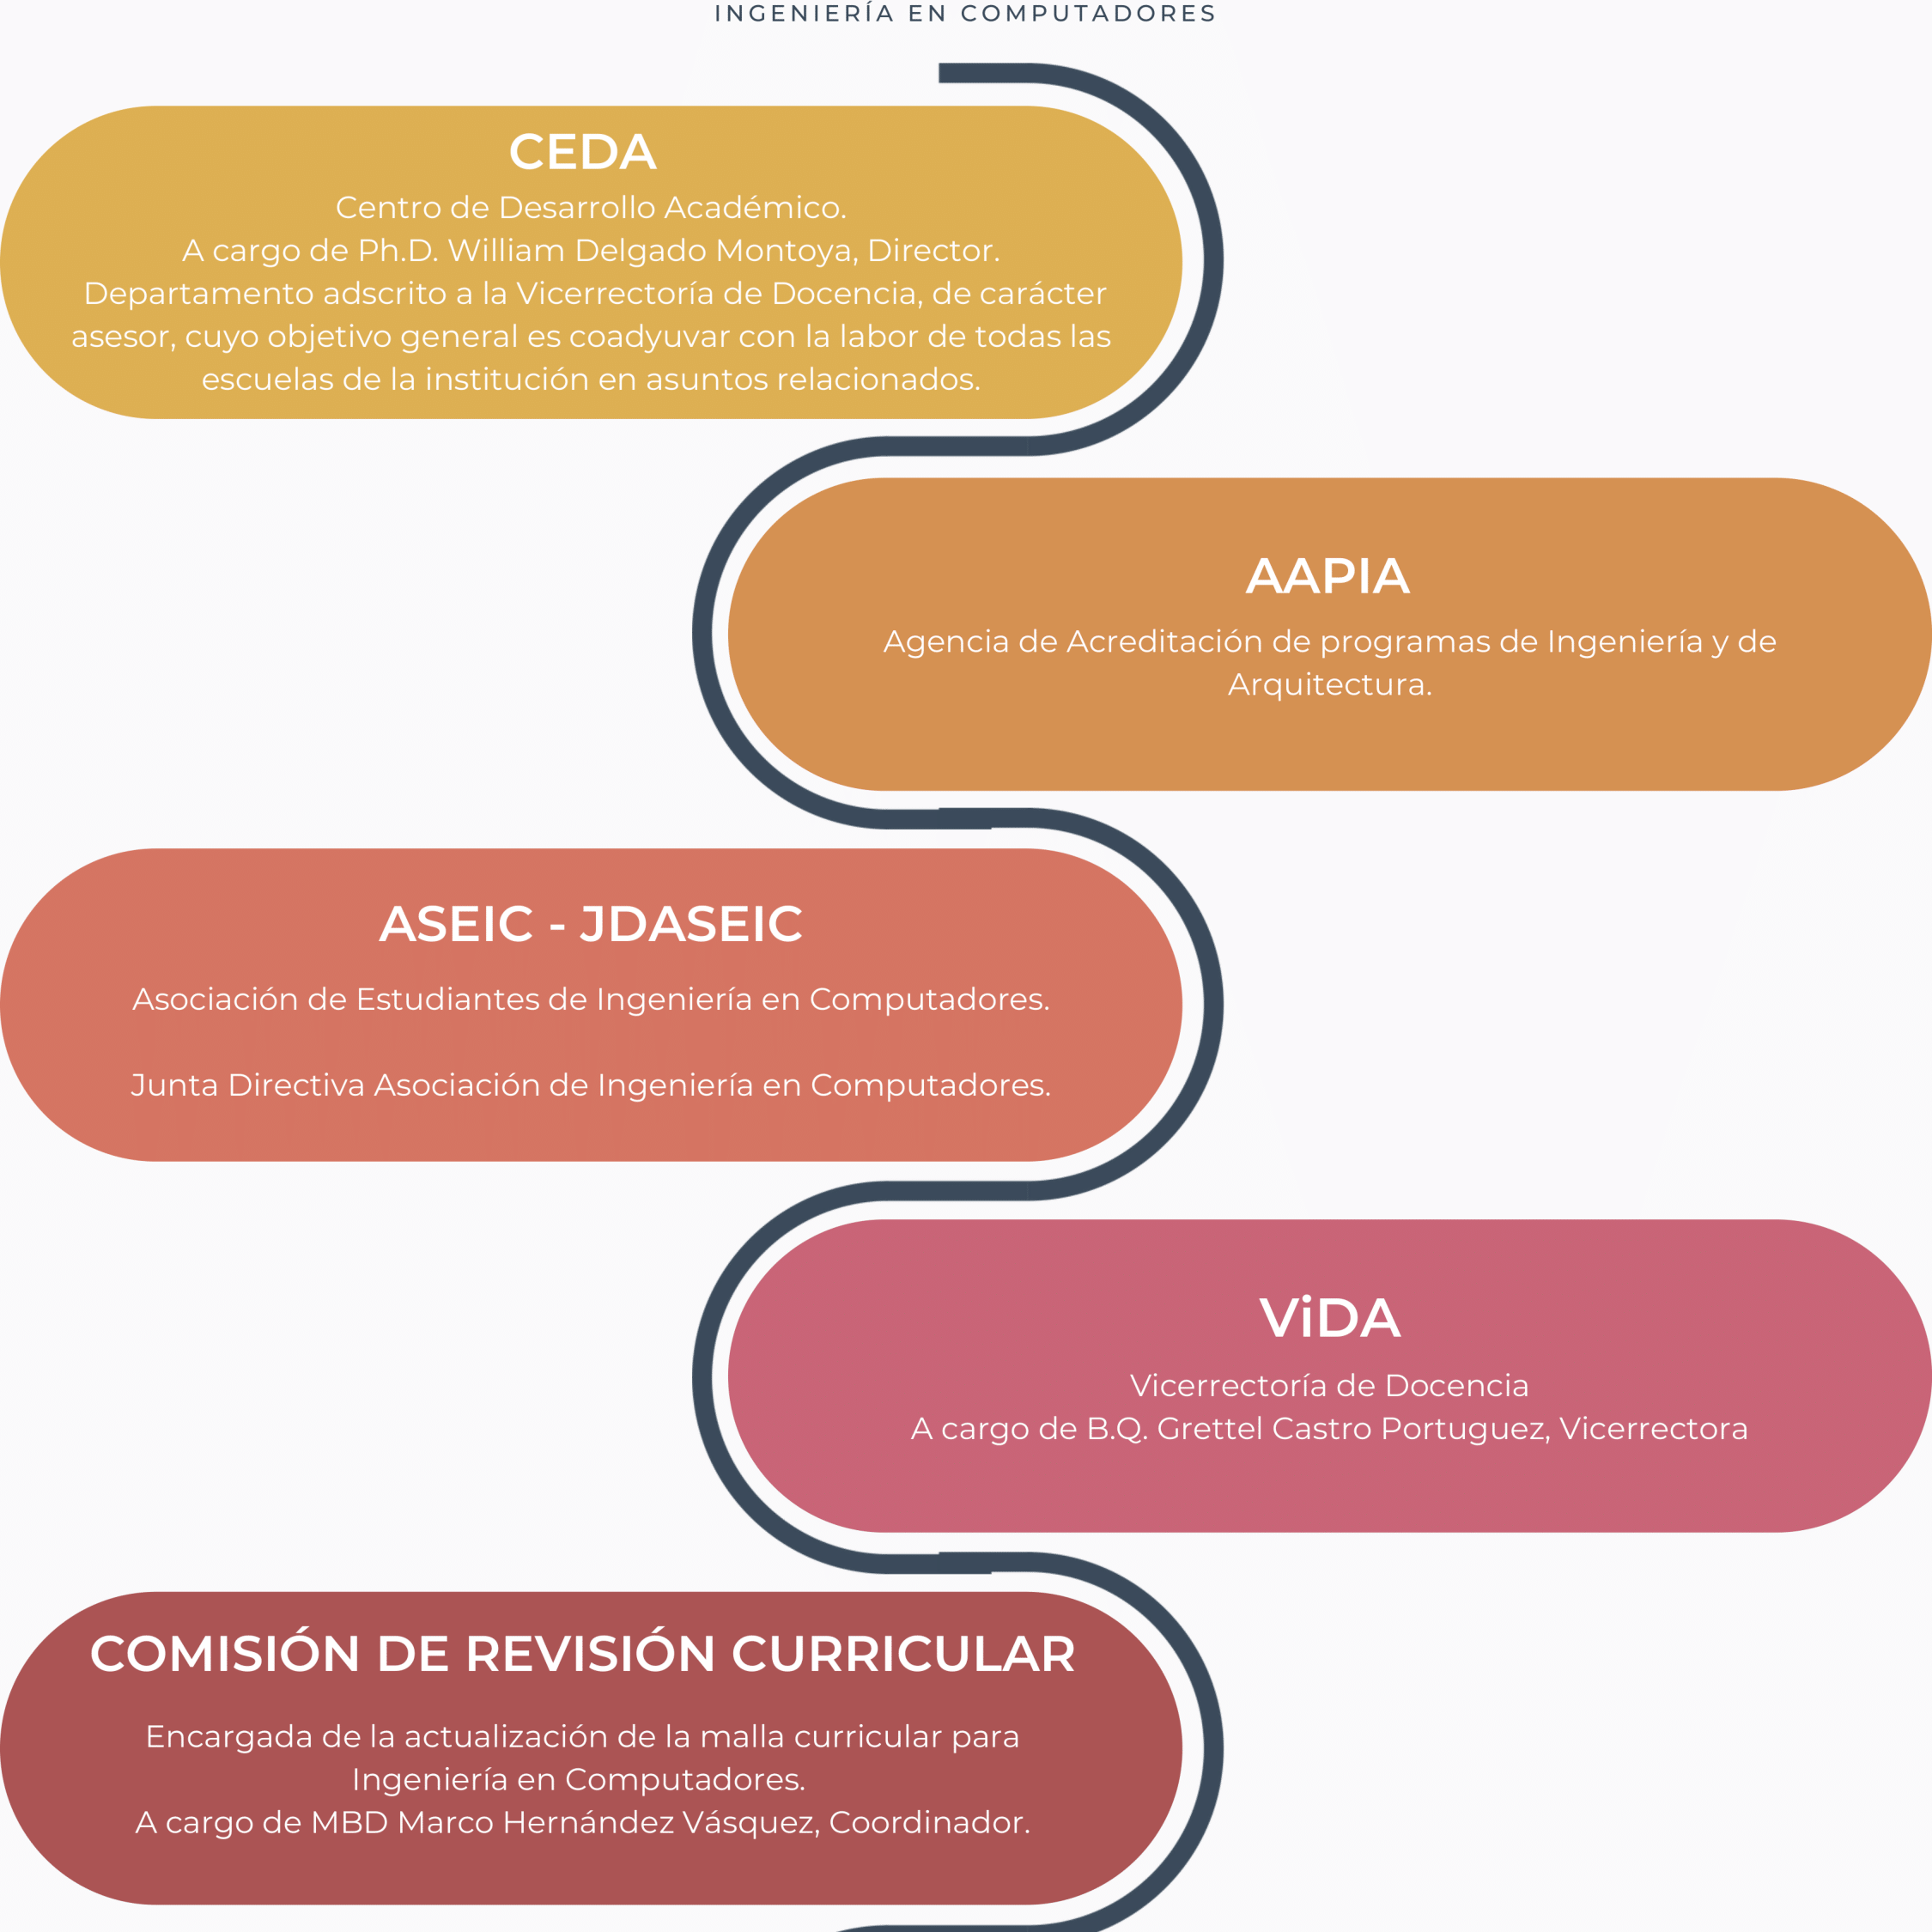 INGENIERÍA EN COMPUTADORES
CEDA
Centro de Desarrollo Académico.
A cargo de Ph.D. William Delgado Montoya, Director.
Departamento adscrito a la Vicerrectoría de Docencia, de carácter
asesor, cuyo objetivo general es coadyuvar con la labor de todas las
escuelas de la institución en asuntos relacionados.
AAPIA
Agencia de Acreditación de programas de Ingeniería y de
Arquitectura.
ASEIC - JDASEIC
Asociación de Estudiantes de Ingeniería en Computadores.
Junta Directiva Asociación de Ingeniería en Computadores.
ViDA
Vicerrectoría de Docencia
A cargo de B.Q. Grettel Castro Portuguez, Vicerrectora
COMISIÓN DE REVISIÓN CURRICULAR
Encargada de la actualización de la malla curricular para
Ingeniería en Computadores.
A cargo de MBD Marco Hernández Vásquez, Coordinador.